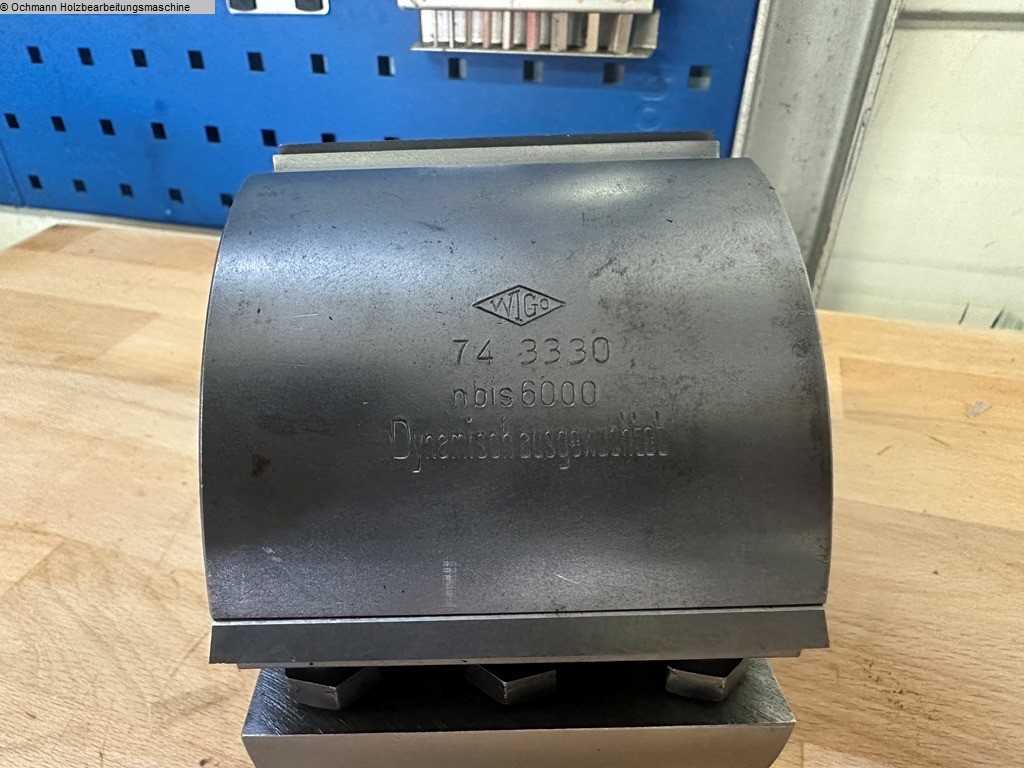 © Ochmann Holzbearbeitungsmaschine
WIGo
74 3330
n bis 6000
Dynamisch ausgewuchtet